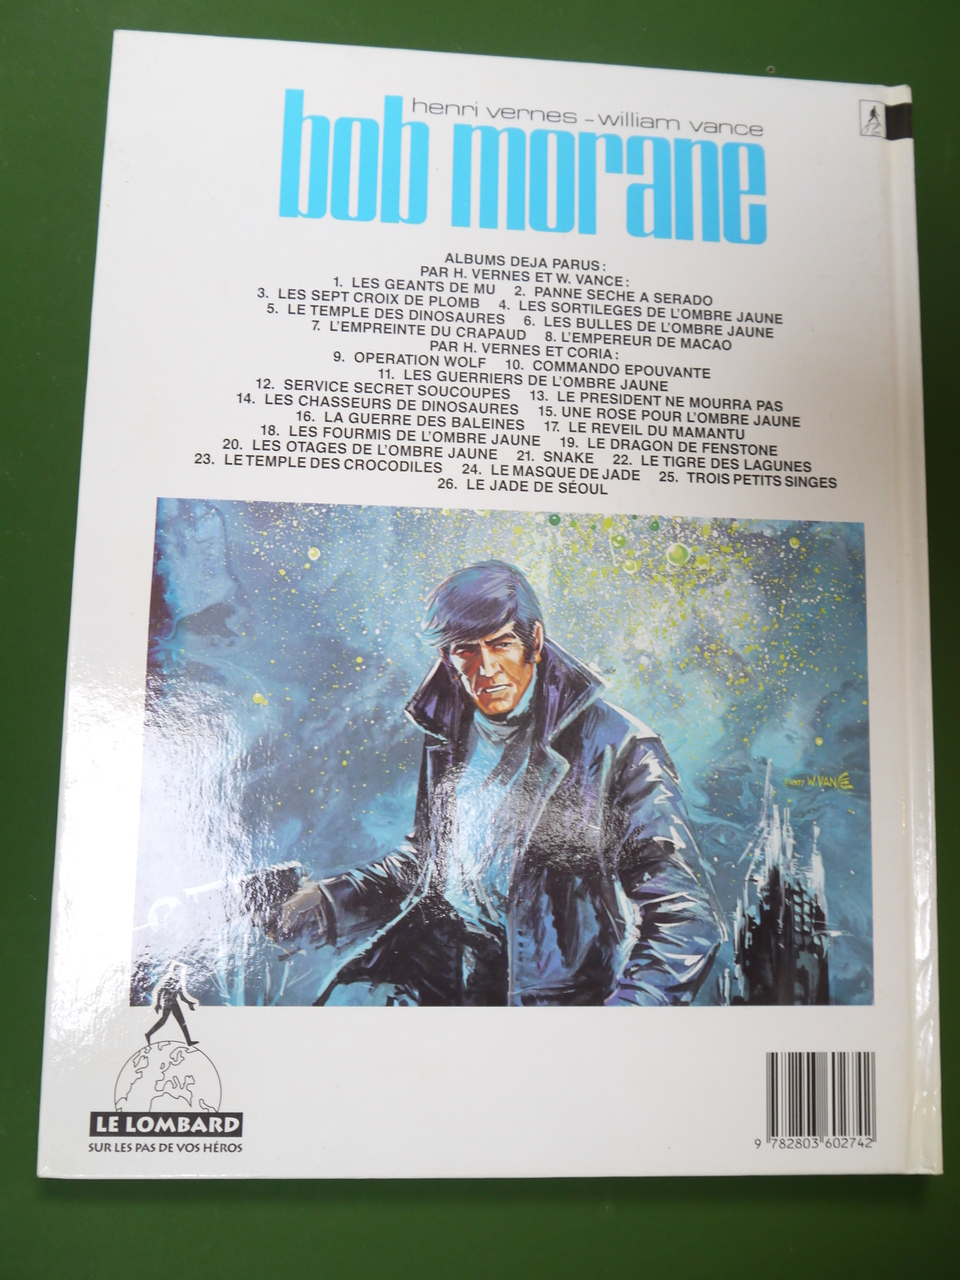 henri vernes - william vance
bob morane
ALBUMS DEJA PARUS :
PAR H. VERNES ET W. VANCE :
1. LES GEANTS DE MU 2. PANNE SECHE A SERADO
3. LES SEPT CROIX DE PLOMB 4. LES SORTILEGES DE L'OMBRE JAUNE
5. LE TEMPLE DES DINOSAURES 6. LES BULLES DE L'OMBRE JAUNE
7. L'EMPREINTE DU CRAPAUD 8. L'EMPEREUR DE MACAO
PAR H. VERNES ET CORIA :
9. OPERATION WOLF 10. COMMANDO EPOUVANTE
11. LES GUERRIERS DE L'OMBRE JAUNE
12. SERVICE SECRET SOUCOUPES 13. LE PRESIDENT NE MOURRA PAS
14. LES CHASSEURS DE DINOSAURES 15. UNE ROSE POUR L'OMBRE JAUNE
16. LA GUERRE DES BALEINES 17. LE REVEIL DU MAMANTU
18. LES FOURMIS DE L'OMBRE JAUNE 19. LE DRAGON DE FENSTONE
20. LES OTAGES DE L'OMBRE JAUNE 21. SNAKE 22. LE TIGRE DES LAGUNES
23. LE TEMPLE DES CROCODILES 24. LE MASQUE DE JADE 25. TROIS PETITS SINGES
26. LE JADE DE SÉOUL
W. VANCE
LE LOMBARD
SUR LES PAS DE VOS HÉROS
9 782803 602742